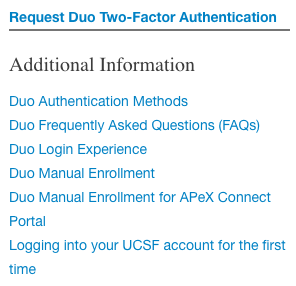 Request Duo Two-Factor Authentication
Additional Information
Duo Authentication Methods
Duo Frequently Asked Questions (FAQs)
Duo Login Experience
Duo Manual Enrollment
Duo Manual Enrollment for APeX Connect
Portal
Logging into your UCSF account for the first
time